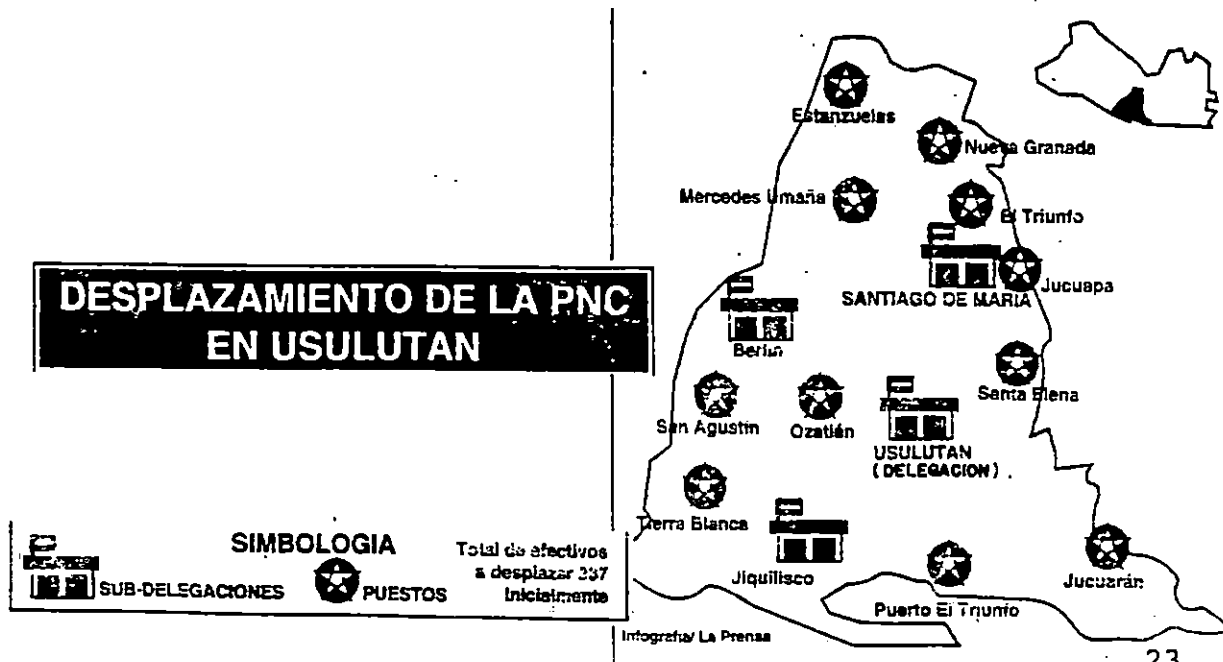 DESPLAZAMIENTO DE LA PNC
EN USULUTAN
SIMBOLOGIA
SUB-DELEGACIONES
PUESTOS
Total de efectivos
a desplazar 237
Inicialmente
Estanzuelas
Nueva Granada
Mercedes Umaña
El Triunfo
SANTIAGO DE MARIA
Jucuapa
Berlín
Santa Elena
San Agustín
Ozatlán
USULUTAN
(DELEGACION)
Tierra Blanca
Jiquilisco
Jucuarán
Puerto El Triunfo
Infografia/ La Prensa
23